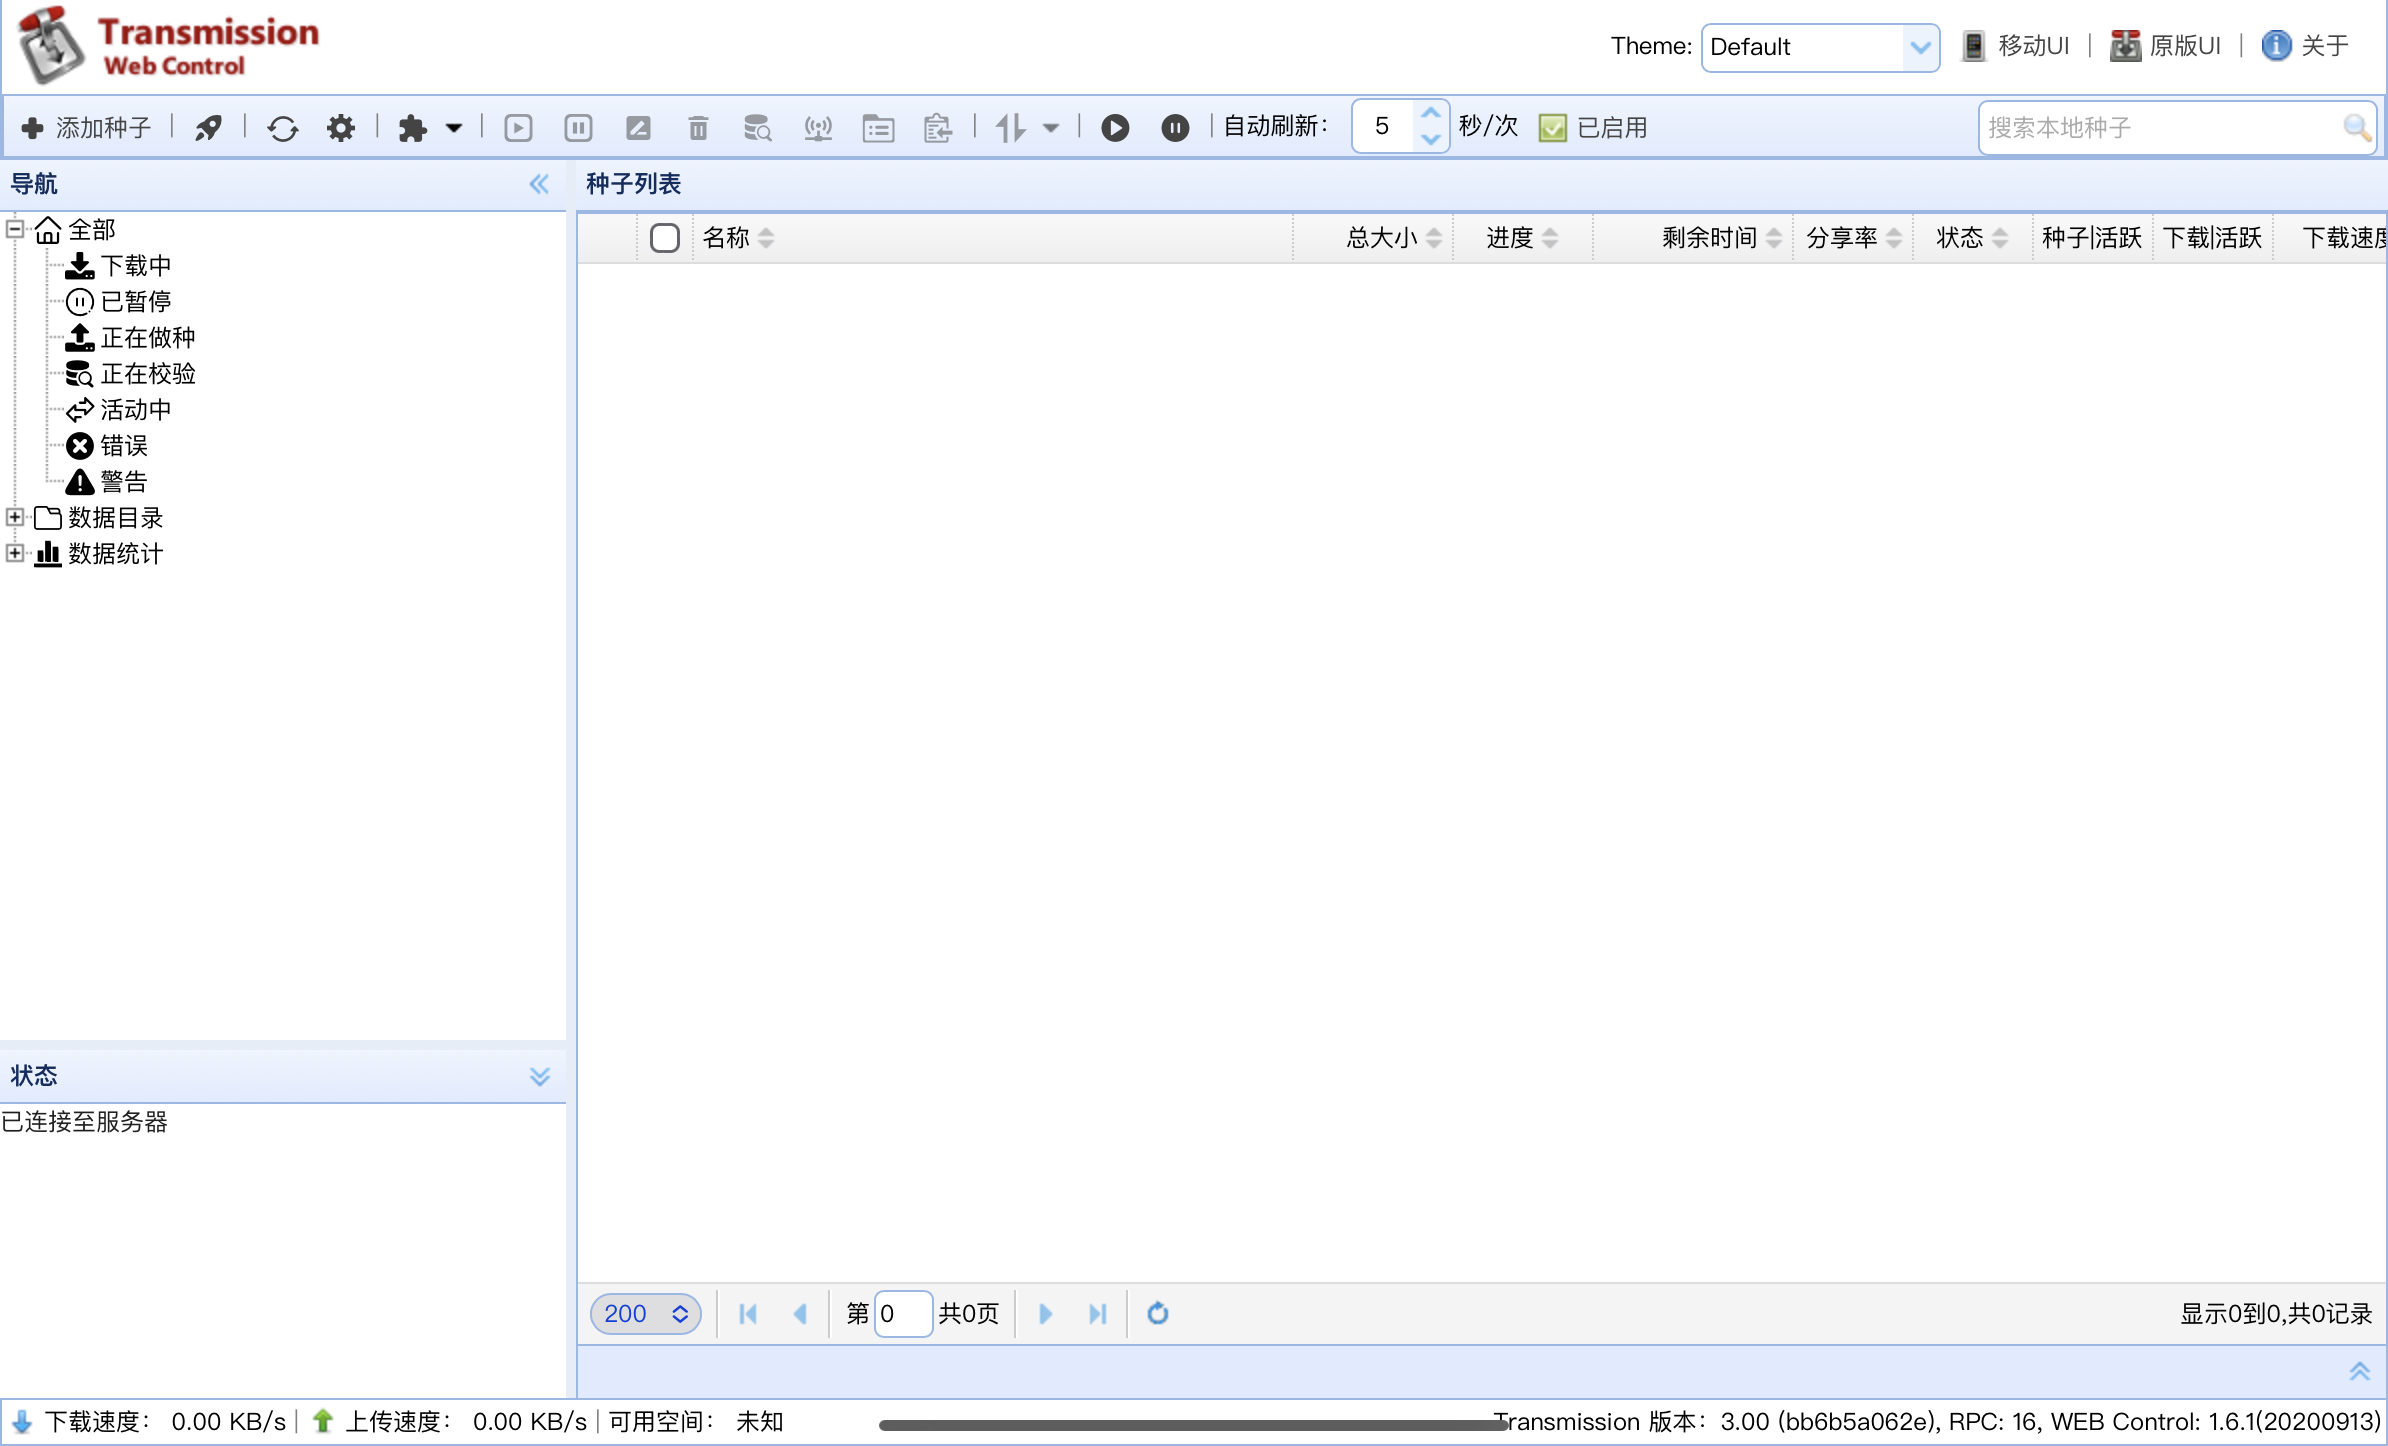 Transmission
Web Control
Theme: Default 移动UI | 原版UI | 关于
添加种子 | 自动刷新： 5 秒/次 已启用 搜索本地种子
导航
全部
下载中
已暂停
正在做种
正在校验
活动中
错误
警告
数据目录
数据统计
状态
已连接至服务器
种子列表
名称 总大小 进度 剩余时间 分享率 状态 种子|活跃 下载|活跃 下载速度
200 第 0 共0页 显示0到0,共0记录
下载速度： 0.00 KB/s | 上传速度： 0.00 KB/s | 可用空间： 未知 Transmission 版本：3.00 (bb6b5a062e), RPC: 16, WEB Control: 1.6.1(20200913)